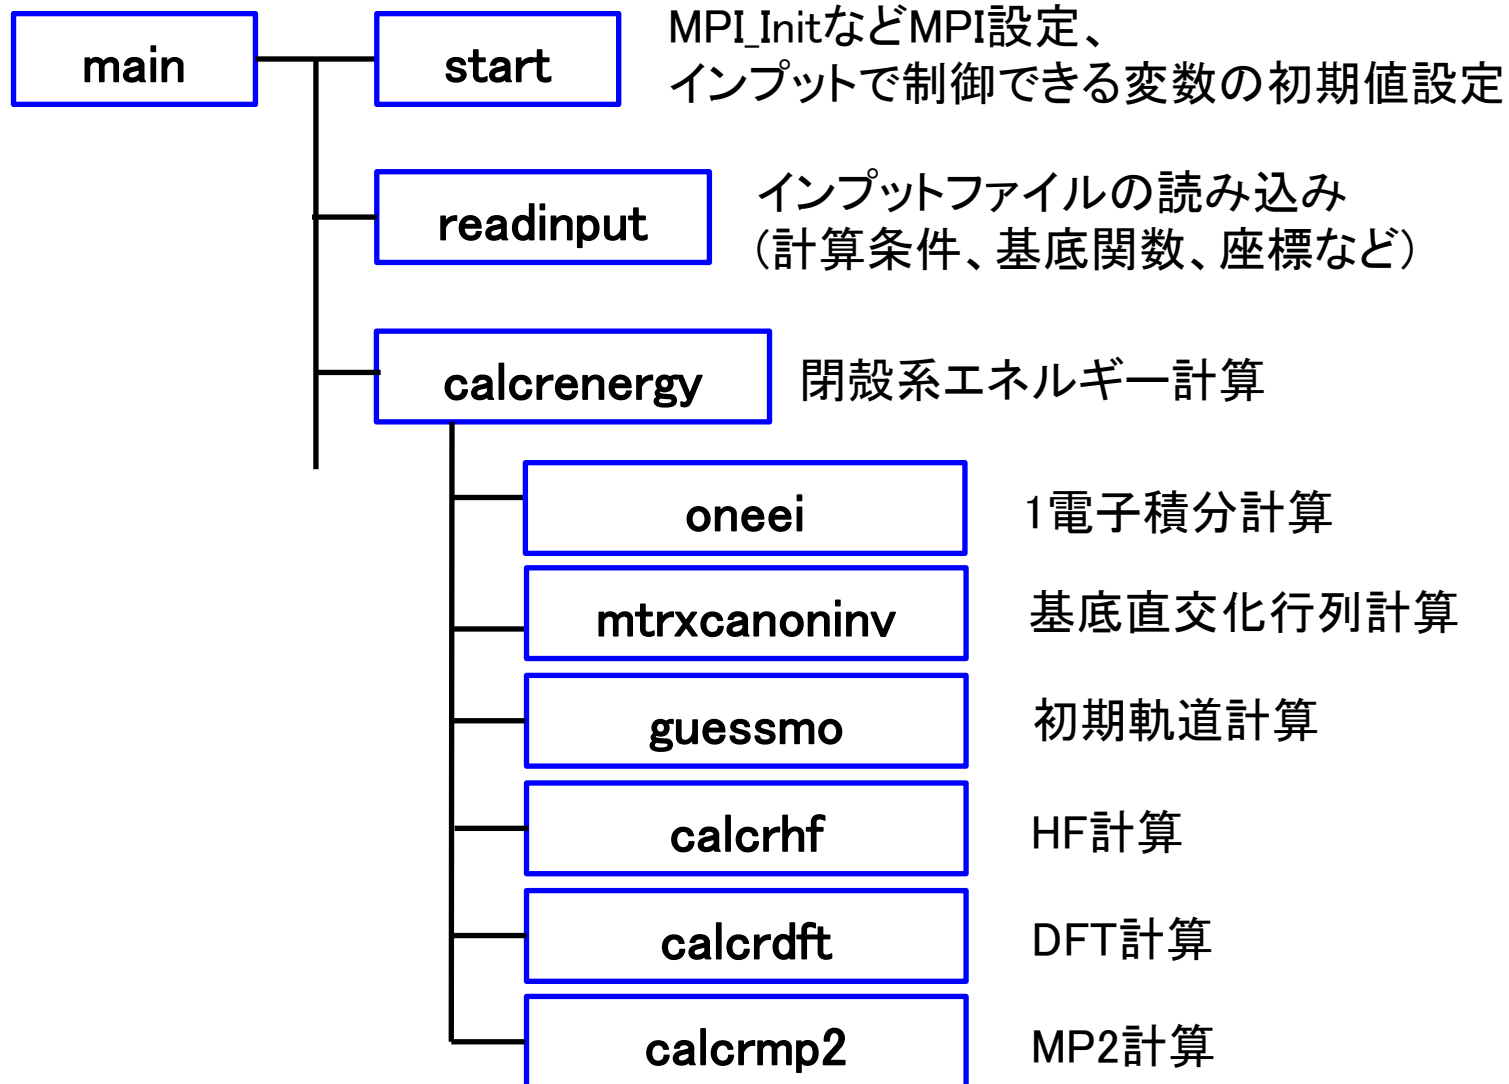 main
start
MPI_InitなどMPI設定、
インプットで制御できる変数の初期値設定
readinput
インプットファイルの読み込み
(計算条件、基底関数、座標など)
calcrenergy
閉殻系エネルギー計算
oneei
1電子積分計算
mtrxcanoninv
基底直交化行列計算
guessmo
初期軌道計算
calcrhf
HF計算
calcrdft
DFT計算
calcrmp2
MP2計算